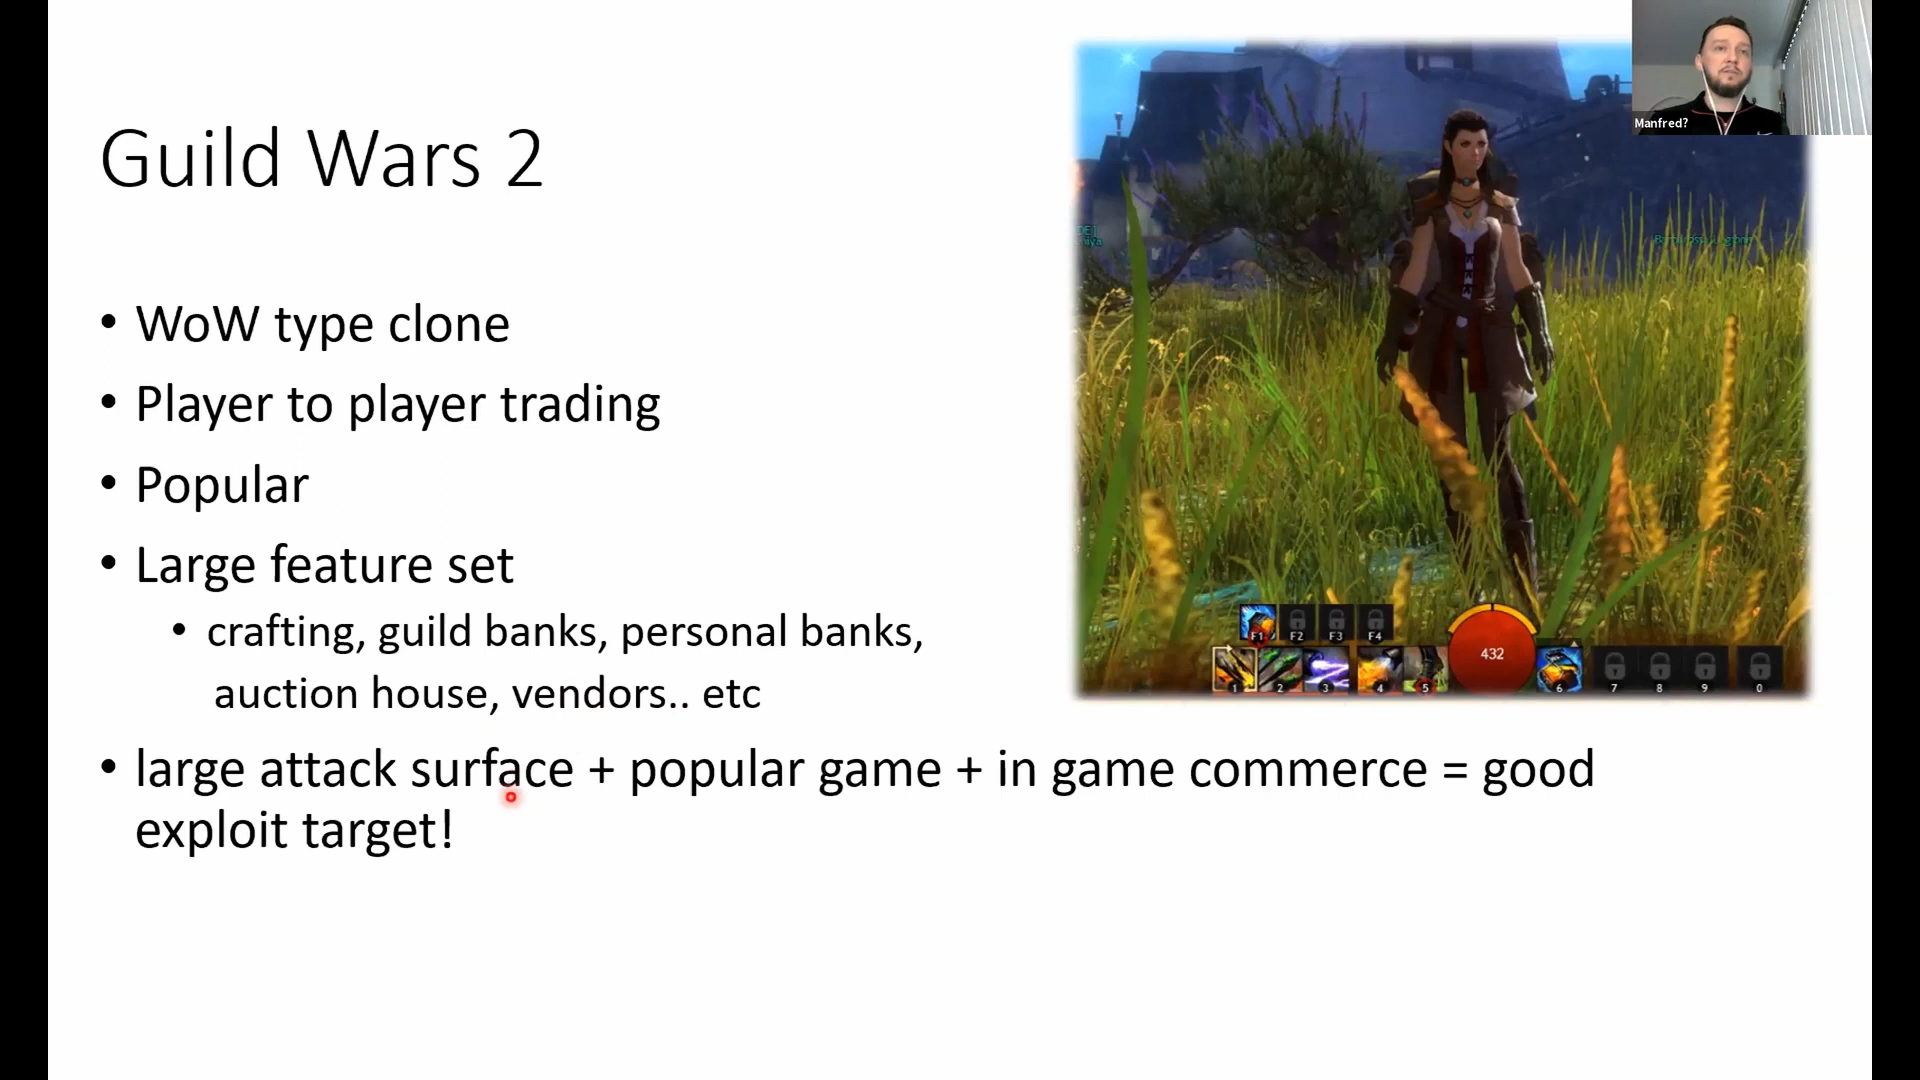 Manfred?
Guild Wars 2
• WoW type clone
• Player to player trading
• Popular
• Large feature set
• crafting, guild banks, personal banks,
auction house, vendors.. etc
• large attack surface + popular game + in game commerce = good
exploit target!
F1 F2 F3 F4
432
1 2 3 4 5 6 7 8 9 0